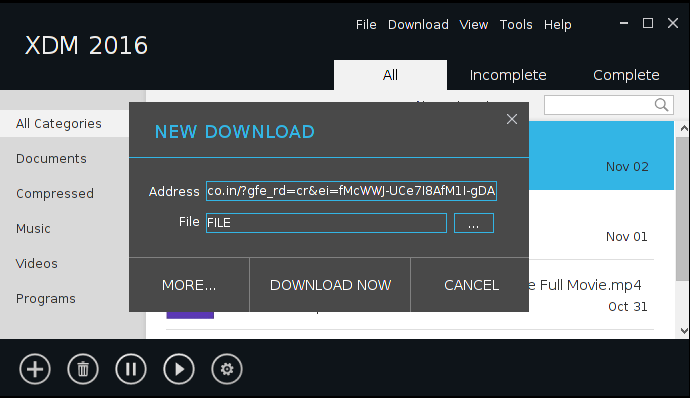 XDM 2016
File Download View Tools Help
All Incomplete Complete
All Categories
Documents
Compressed
Music
Videos
Programs
NEW DOWNLOAD
Address co.in/?gfe_rd=cr&ei=fMcWWJ-UCe7I8AfM1I-gDA
File FILE ...
MORE... DOWNLOAD NOW CANCEL
Nov 02
Nov 01
e Full Movie.mp4
Oct 31